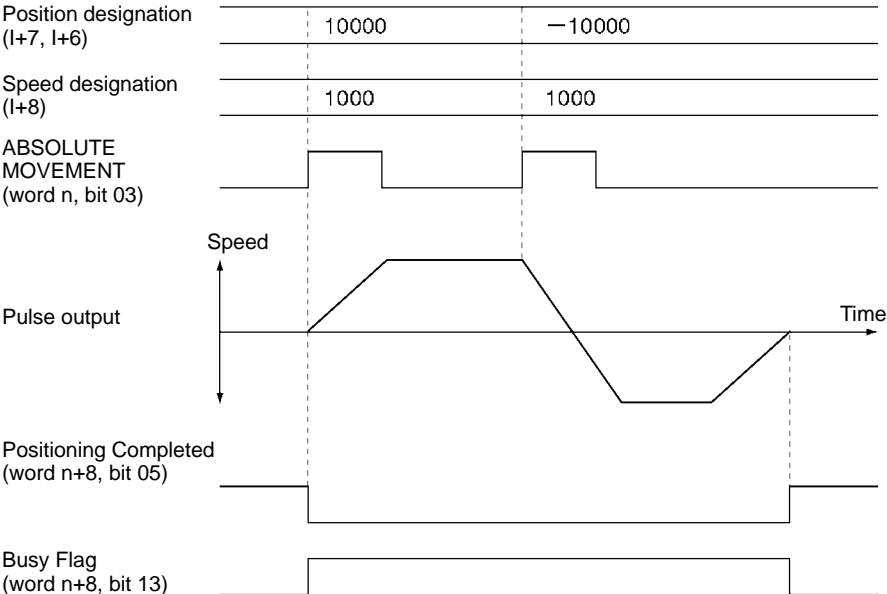 Position designation
(I+7, I+6)
10000
−10000
Speed designation
(I+8)
1000
1000
ABSOLUTE
MOVEMENT
(word n, bit 03)
Speed
Pulse output
Time
Positioning Completed
(word n+8, bit 05)
Busy Flag
(word n+8, bit 13)